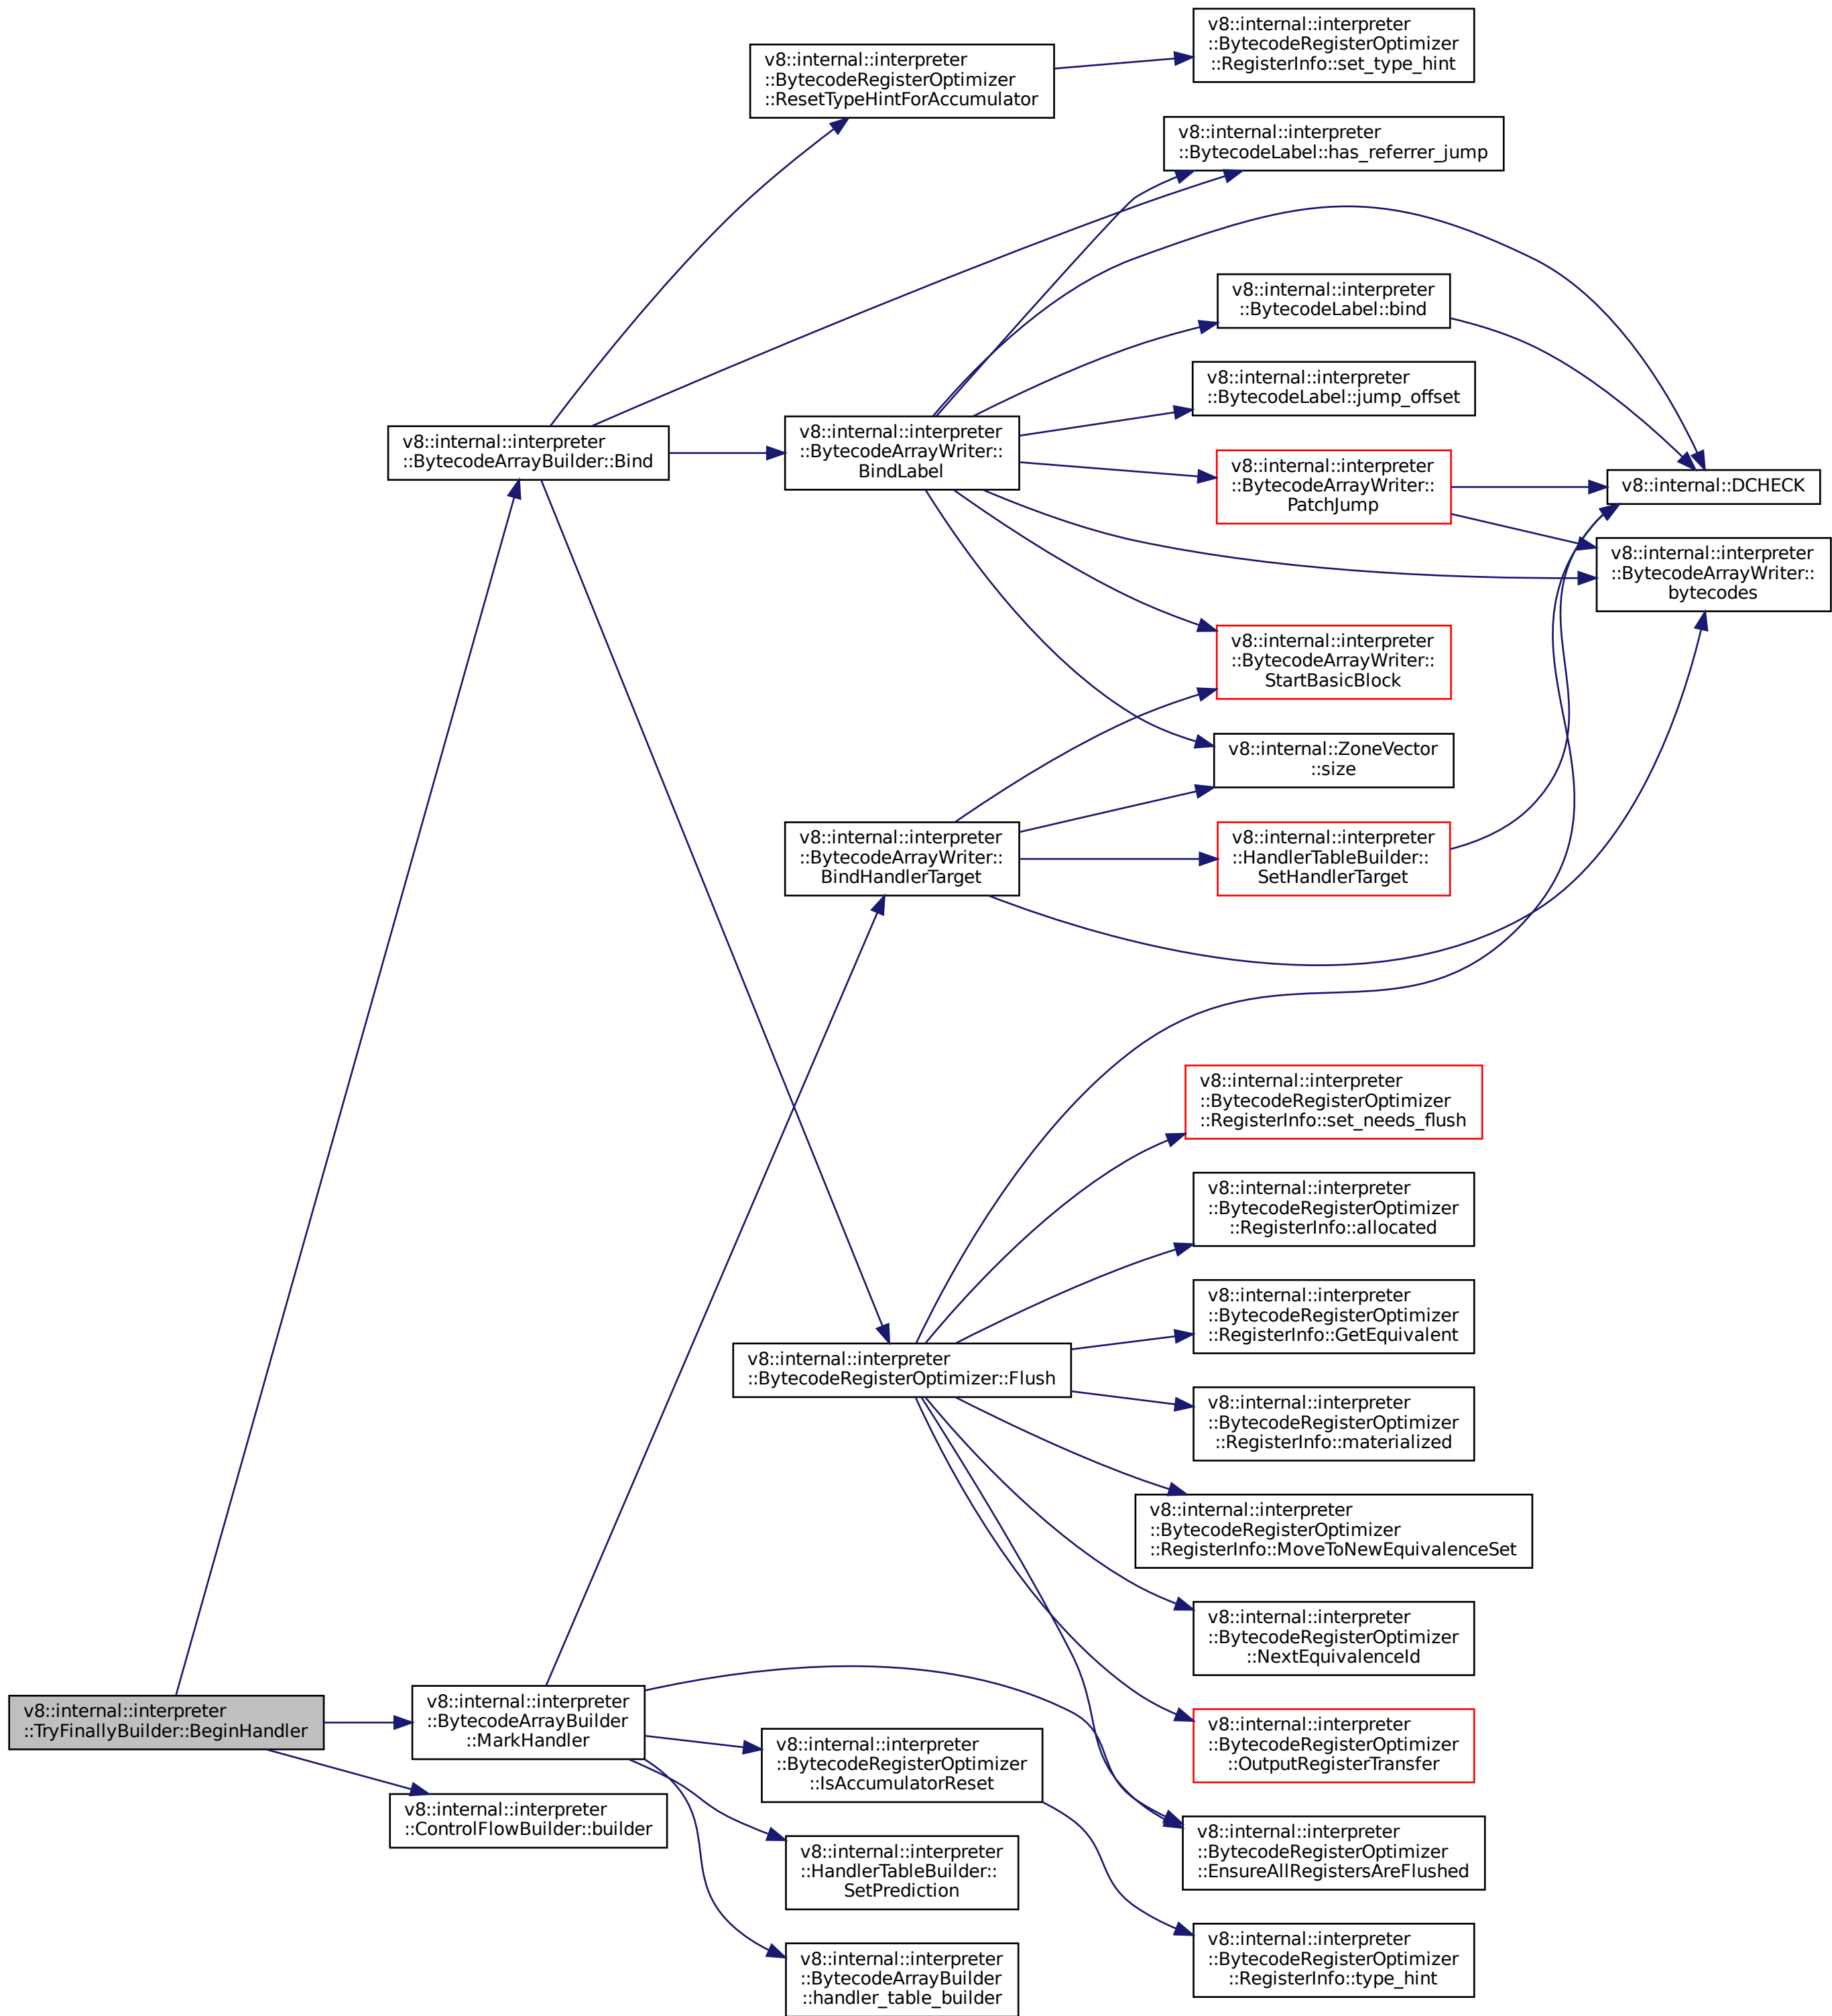 v8::internal::interpreter
::BytecodeRegisterOptimizer
::RegisterInfo::set_type_hint
v8::internal::interpreter
::BytecodeRegisterOptimizer
::ResetTypeHintForAccumulator
v8::internal::interpreter
::BytecodeLabel::has_referrer_jump
v8::internal::interpreter
::BytecodeLabel::bind
v8::internal::interpreter
::BytecodeLabel::jump_offset
v8::internal::interpreter
::BytecodeArrayBuilder::Bind
v8::internal::interpreter
::BytecodeArrayWriter::
BindLabel
v8::internal::interpreter
::BytecodeArrayWriter::
PatchJump
v8::internal::DCHECK
v8::internal::interpreter
::BytecodeArrayWriter::
bytecodes
v8::internal::interpreter
::BytecodeArrayWriter::
StartBasicBlock
v8::internal::ZoneVector
::size
v8::internal::interpreter
::BytecodeArrayWriter::
BindHandlerTarget
v8::internal::interpreter
::HandlerTableBuilder::
SetHandlerTarget
v8::internal::interpreter
::BytecodeRegisterOptimizer
::RegisterInfo::set_needs_flush
v8::internal::interpreter
::BytecodeRegisterOptimizer
::RegisterInfo::allocated
v8::internal::interpreter
::BytecodeRegisterOptimizer
::RegisterInfo::GetEquivalent
v8::internal::interpreter
::BytecodeRegisterOptimizer::Flush
v8::internal::interpreter
::BytecodeRegisterOptimizer
::RegisterInfo::materialized
v8::internal::interpreter
::BytecodeRegisterOptimizer
::RegisterInfo::MoveToNewEquivalenceSet
v8::internal::interpreter
::BytecodeRegisterOptimizer
::NextEquivalenceId
v8::internal::interpreter
::TryFinallyBuilder::BeginHandler
v8::internal::interpreter
::BytecodeArrayBuilder
::MarkHandler
v8::internal::interpreter
::BytecodeRegisterOptimizer
::OutputRegisterTransfer
v8::internal::interpreter
::BytecodeRegisterOptimizer
::IsAccumulatorReset
v8::internal::interpreter
::ControlFlowBuilder::builder
v8::internal::interpreter
::BytecodeRegisterOptimizer
::EnsureAllRegistersAreFlushed
v8::internal::interpreter
::HandlerTableBuilder::
SetPrediction
v8::internal::interpreter
::BytecodeRegisterOptimizer
::RegisterInfo::type_hint
v8::internal::interpreter
::BytecodeArrayBuilder
::handler_table_builder